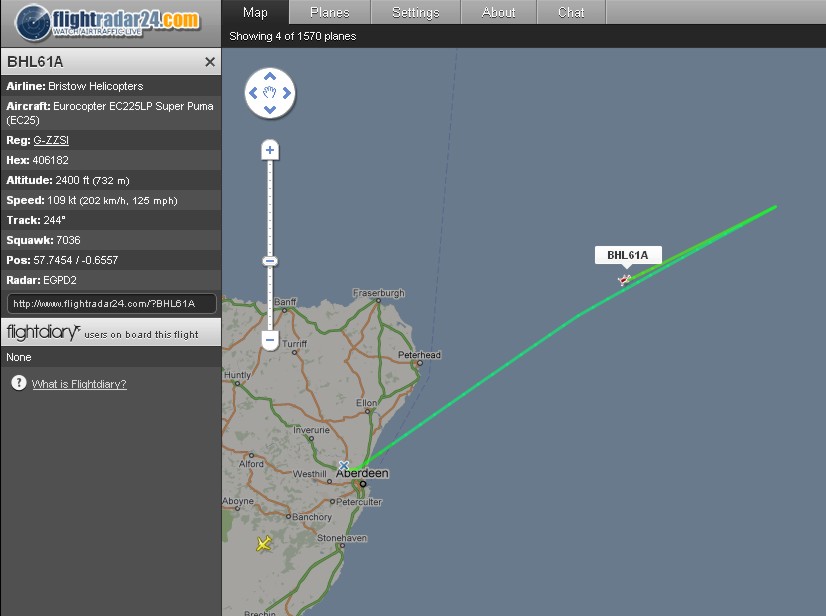 flightradar24.com
WATCH AIR TRAFFIC LIVE
Map
Planes
Settings
About
Chat
Showing 4 of 1570 planes
BHL61A
Airline: Bristow Helicopters
Aircraft: Eurocopter EC225LP Super Puma
(EC25)
Reg: G-ZZSI
Hex: 406182
Altitude: 2400 ft (732 m)
Speed: 109 kt (202 km/h, 125 mph)
Track: 244°
Squawk: 7036
Pos: 57.7454 / -0.6557
Radar: EGPD2
http://www.flightradar24.com/?BHL61A
flightdiary users on board this flight
None
? What is Flightdiary?
BHL61A
Fraserburgh
Banff
Turriff
Peterhead
Huntly
Ellon
Inverurie
Alford
Westhill
Aberdeen
Aboyne
Peterculter
Banchory
Stonehaven
Brechin